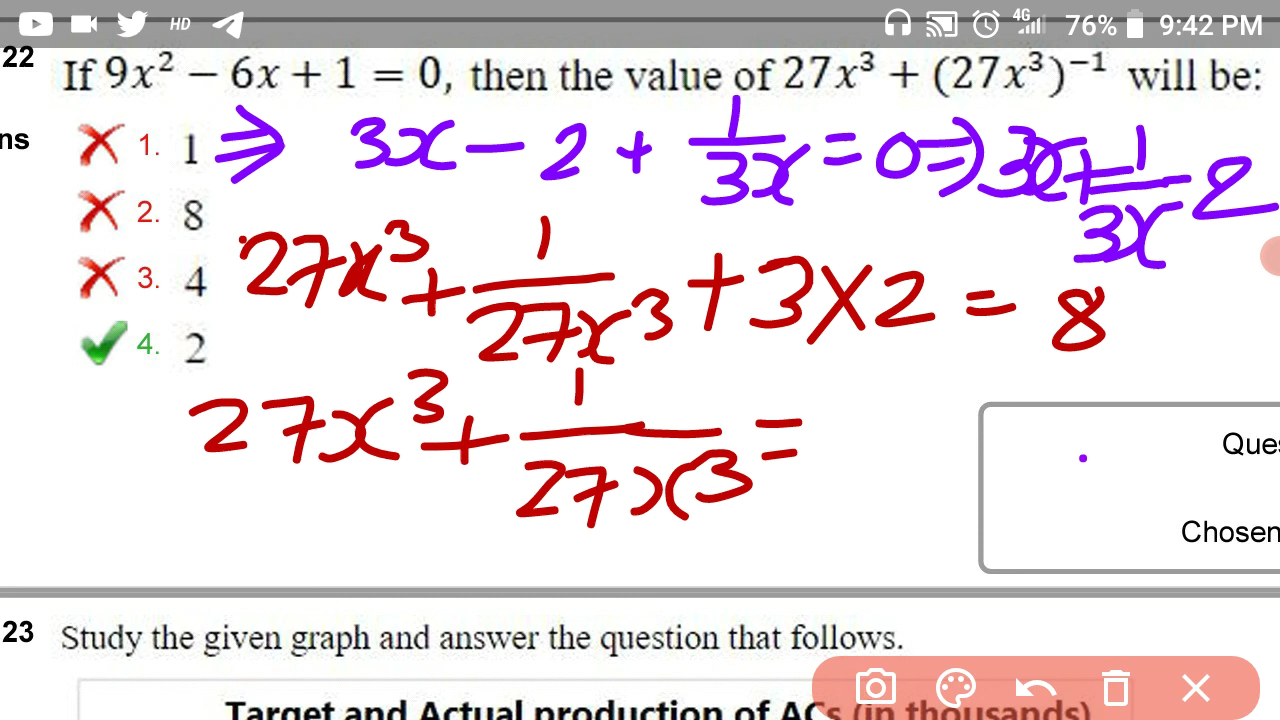 HD 4G 76% 9:42 PM
22 If 9x² − 6x + 1 = 0, then the value of 27x³ + (27x³)⁻¹ will be:
ns 1. 1 ⇒ 3x − 2 + 1/3x = 0 ⇒ 3x + 1/3x = 2
2. 8
3. 4 27x³ + 1/27x³ + 3×2 = 8
4. 2
27x³ + 1/27x³ =
Ques
Chosen
23 Study the given graph and answer the question that follows.
Target and Actual production of ACs (in thousands)